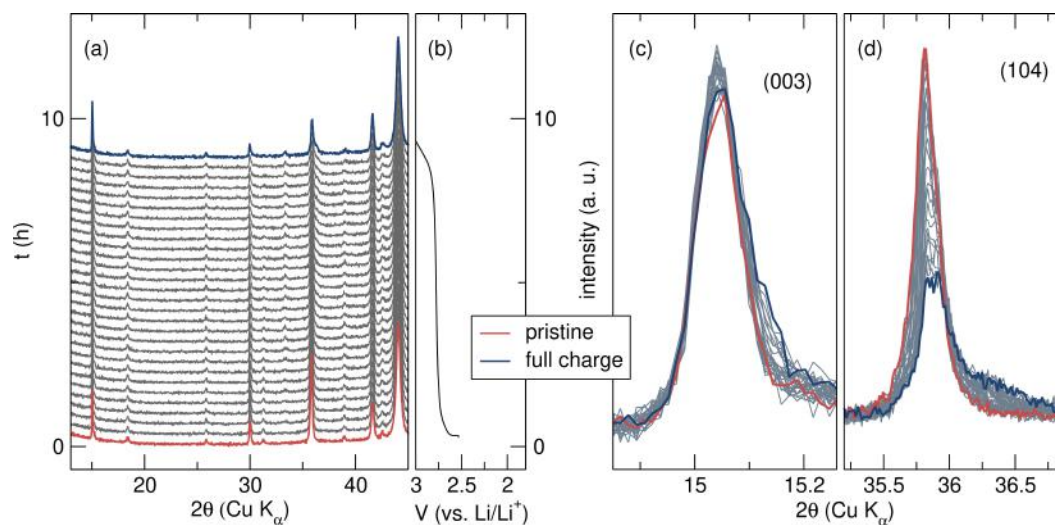 (a)
(b)
(c)
(d)
(003)
(104)
10
5
0
t (h)
20
30
40
2θ (Cu Kα)
3
2.5
2
V (vs. Li/Li⁺)
10
0
pristine
full charge
intensity (a. u.)
15
15.2
35.5
36
36.5
2θ (Cu Kα)